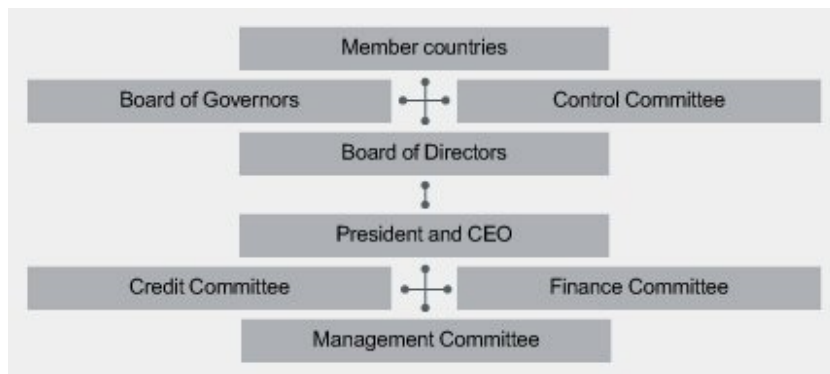 Member countries
Board of Governors
Control Committee
Board of Directors
President and CEO
Credit Committee
Finance Committee
Management Committee